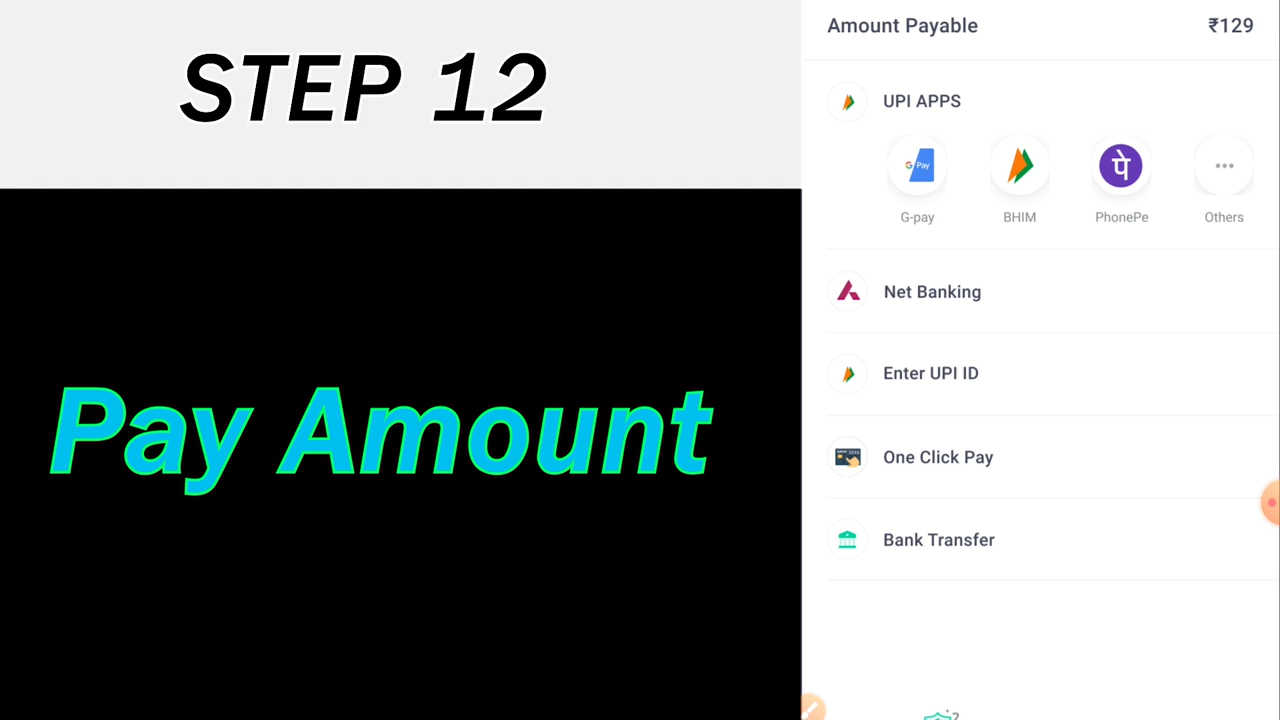 STEP 12
Pay Amount
Amount Payable ₹129
UPI APPS
G Pay पे
G-pay BHIM PhonePe Others
Net Banking
Enter UPI ID
One Click Pay
Bank Transfer